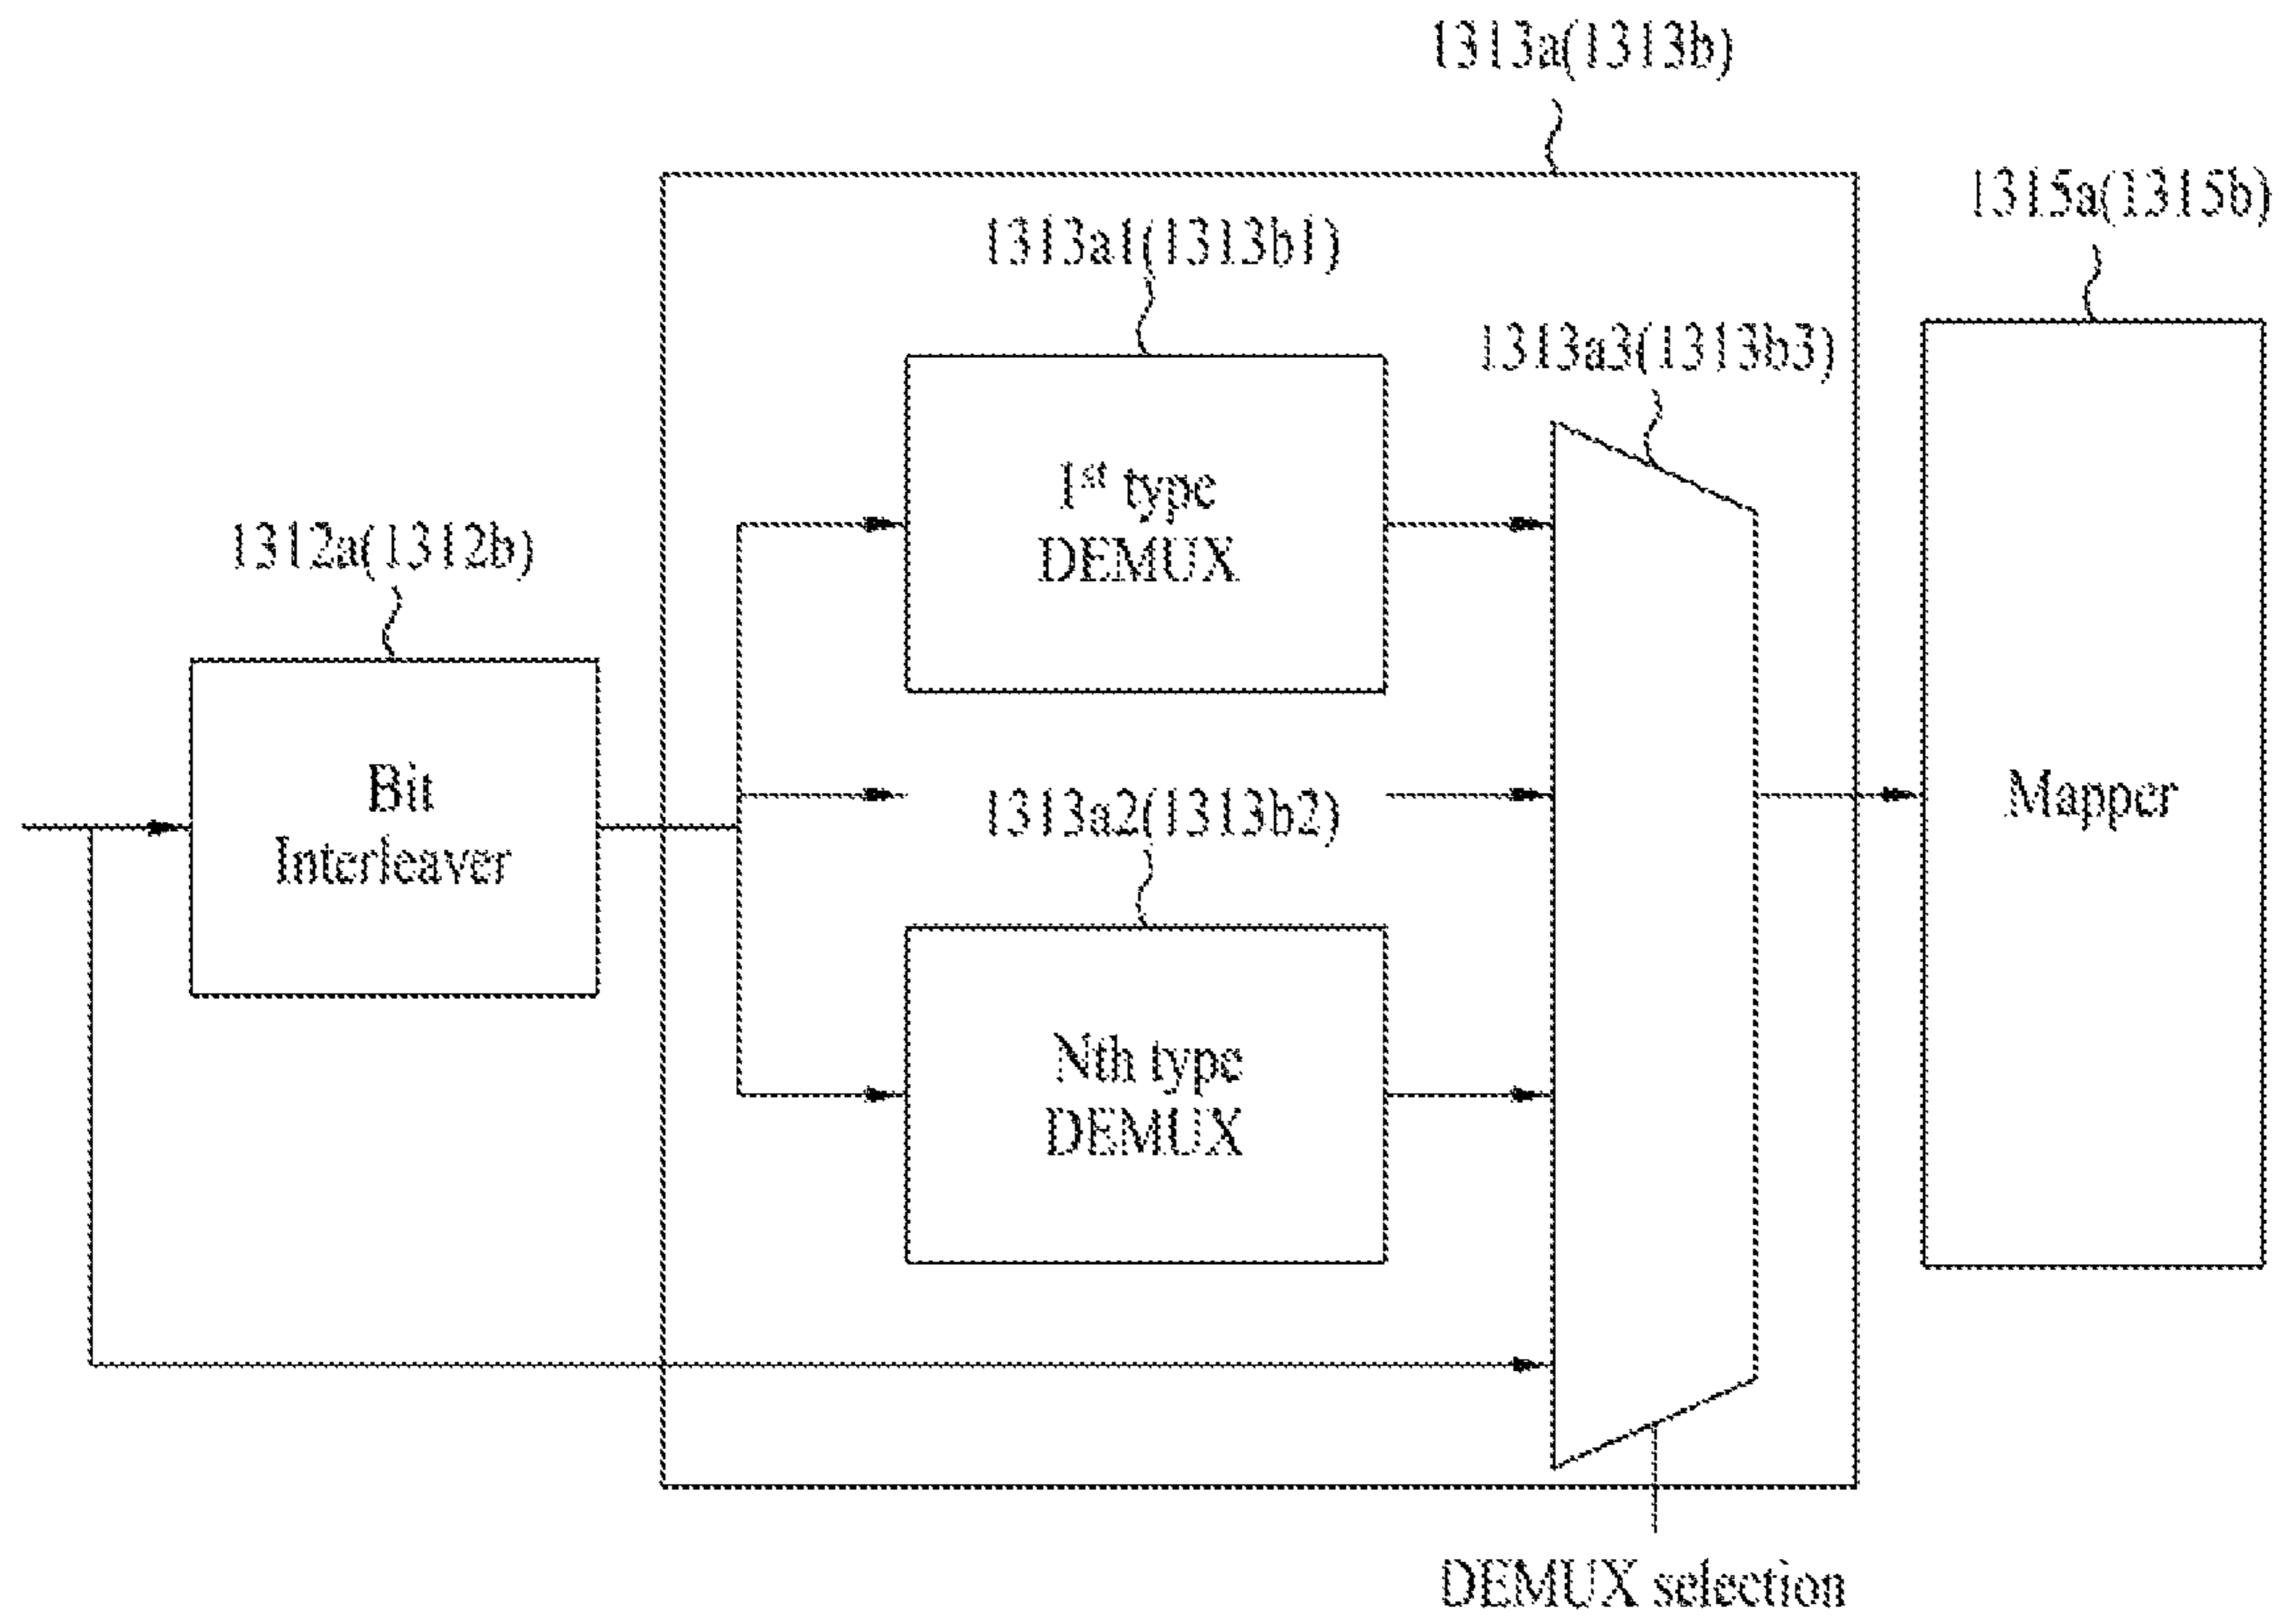 1313a(1313b)
1315a(1315b)
1313a1(1313b1)
1313a3(1313b3)
1st type
DEMUX
1312a(1312b)
Bit
Interleaver
1313a2(1313b2)
Mapper
Nth type
DEMUX
DEMUX selection